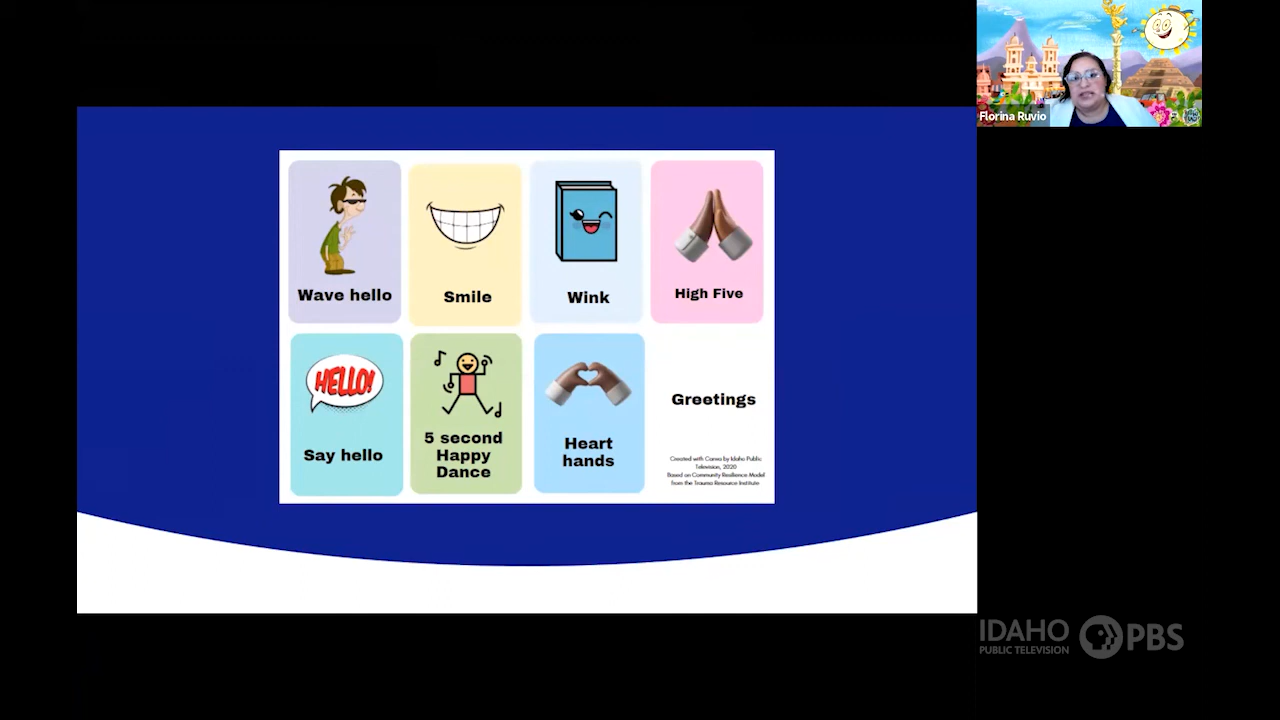 Florina Ruvio
Wave hello
Smile
Wink
High Five
HELLO!
Say hello
5 second
Happy
Dance
Heart
hands
Greetings
Created with Canva by Idaho Public
Television, 2020
Based on Community Resilience Model
from the Trauma Resource Institute
IDAHO
PUBLIC TELEVISION
PBS